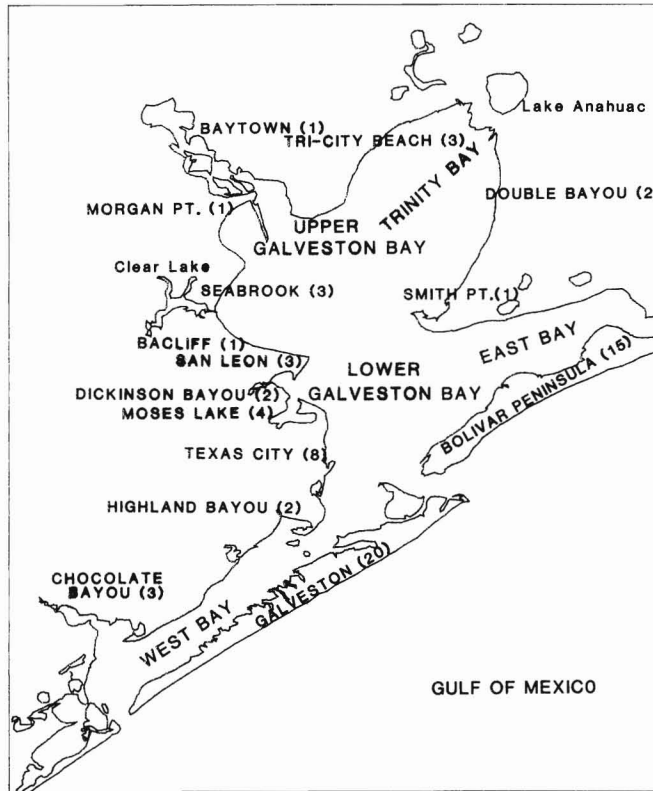 Lake Anahuac
BAYTOWN (1)
TRI-CITY BEACH (3)
TRINITY BAY
DOUBLE BAYOU (2
MORGAN PT. (1)
UPPER
GALVESTON BAY
Clear Lake
SEABROOK (3)
SMITH PT.(1)
BACLIFF (1)
SAN LEON (3)
EAST BAY
LOWER
GALVESTON BAY
DICKINSON BAYOU (2)
MOSES LAKE (4)
BOLIVAR PENINSULA (15)
TEXAS CITY (8)
HIGHLAND BAYOU (2)
CHOCOLATE
BAYOU (3)
GALVESTON (20)
WEST BAY
GULF OF MEXICO